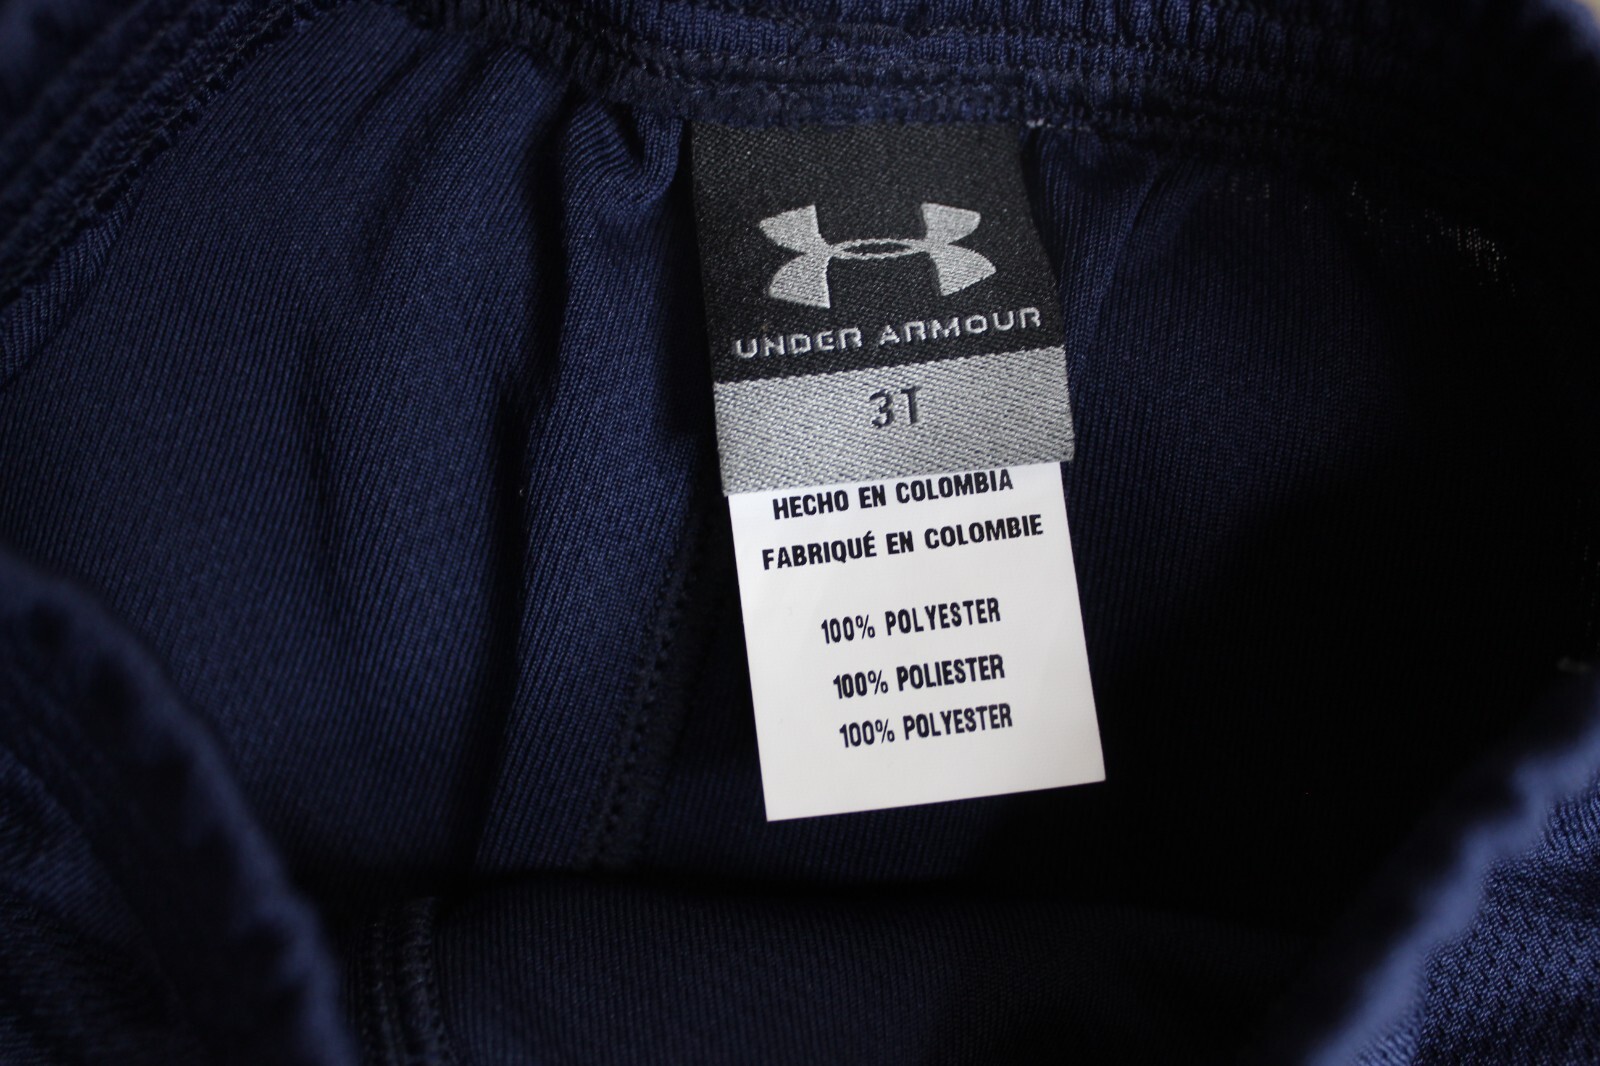 UNDER ARMOUR
3T
HECHO EN COLOMBIA
FABRIQUÉ EN COLOMBIE
100% POLYESTER
100% POLIESTER
100% POLYESTER